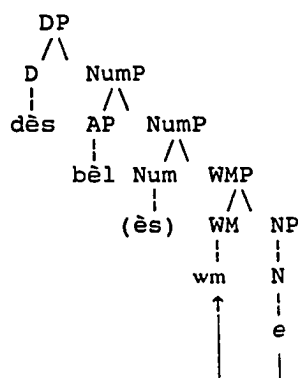 DP
D NumP
dès AP NumP
bèl Num WMP
(ès) WM NP
wm N
e